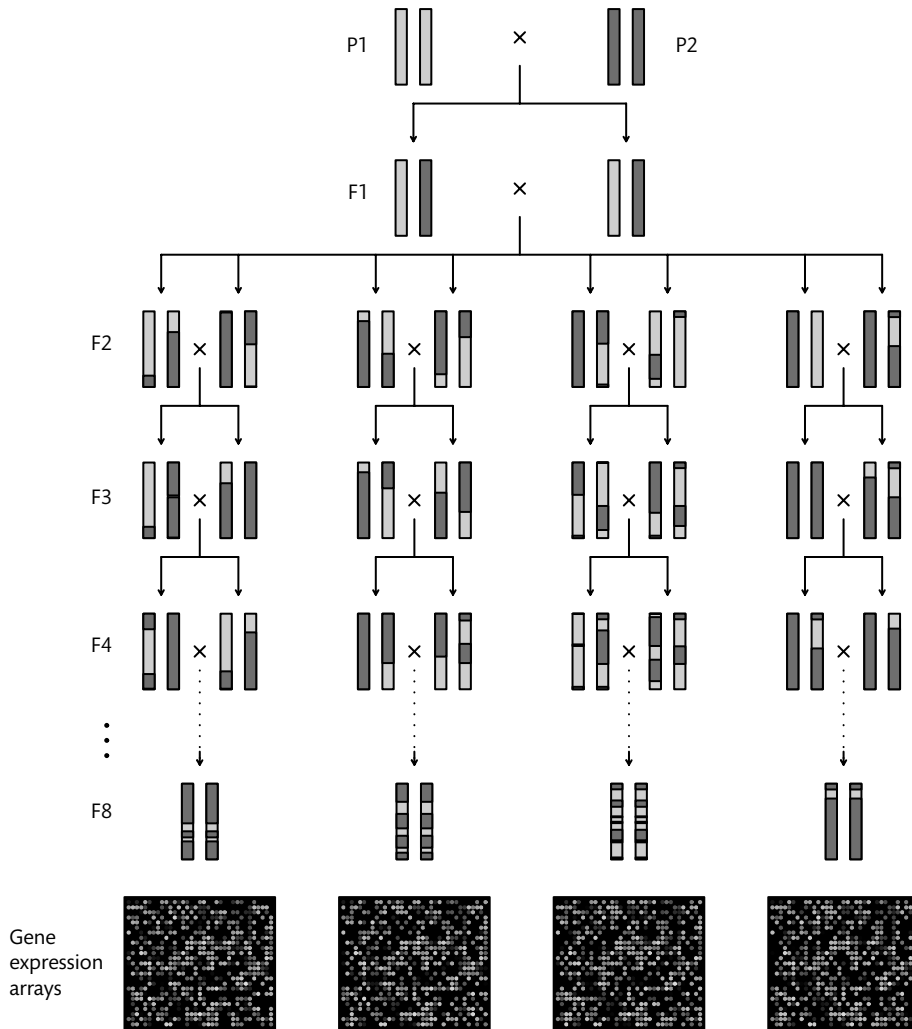 P1 × P2
F1 ×
F2 × × × ×
F3 × × × ×
F4 × × × ×
F8
Gene
expression
arrays